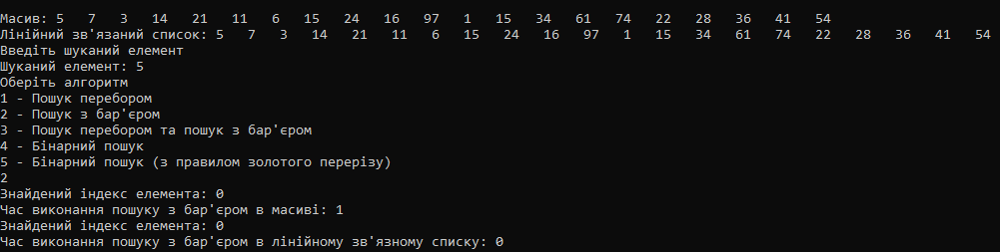 Масив: 5 7 3 14 21 11 6 15 24 16 97 1 15 34 61 74 22 28 36 41 54
Лінійний зв'язаний список: 5 7 3 14 21 11 6 15 24 16 97 1 15 34 61 74 22 28 36 41 54
Введіть шуканий елемент
Шуканий елемент: 5
Оберіть алгоритм
1 - Пошук перебором
2 - Пошук з бар'єром
3 - Пошук перебором та пошук з бар'єром
4 - Бінарний пошук
5 - Бінарний пошук (з правилом золотого перерізу)
2
Знайдений індекс елемента: 0
Час виконання пошуку з бар'єром в масиві: 1
Знайдений індекс елемента: 0
Час виконання пошуку з бар'єром в лінійному зв'язному списку: 0